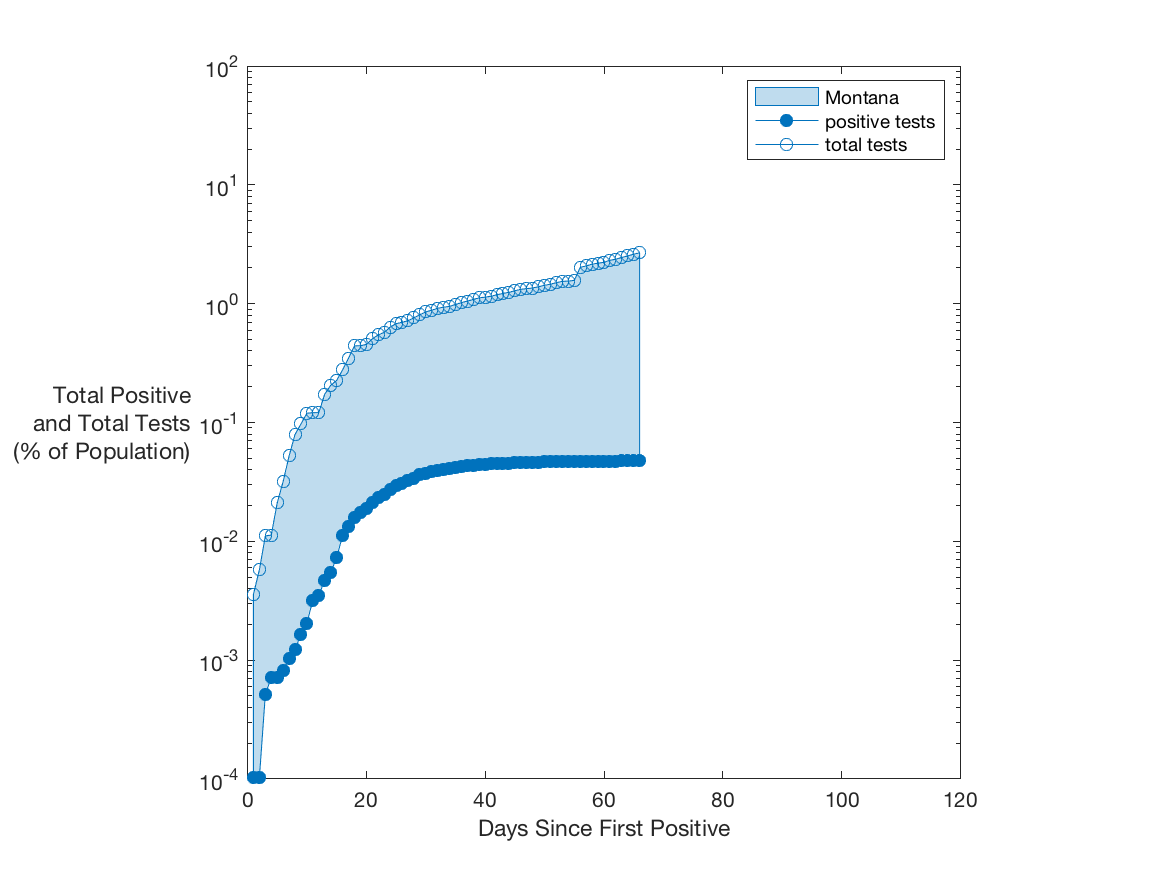 10^2
10^1
10^0
10^-1
10^-2
10^-3
10^-4
Total Positive
and Total Tests
(% of Population)
Montana
positive tests
total tests
0 20 40 60 80 100 120
Days Since First Positive